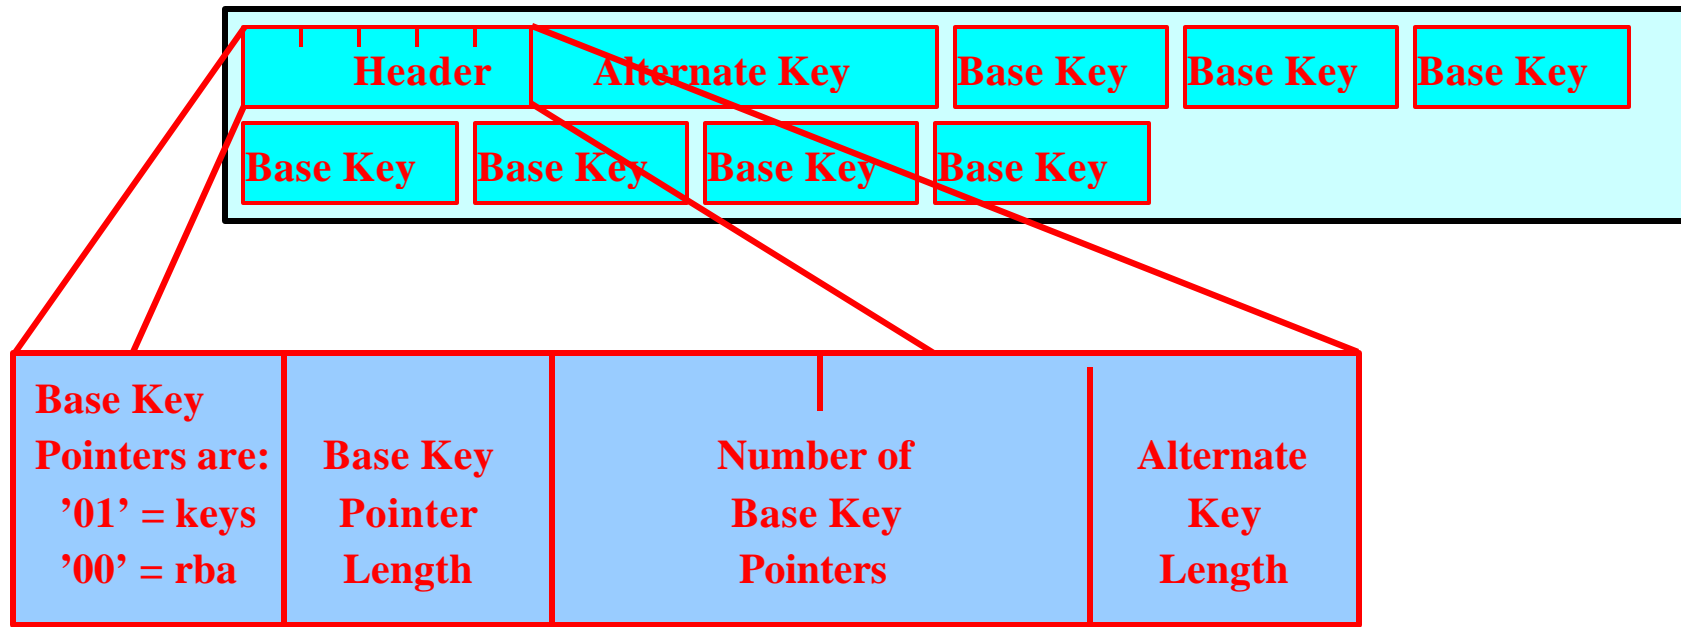 Header Alternate Key Base Key Base Key Base Key
Base Key Base Key Base Key Base Key
Base Key
Pointers are:
’01’ = keys
’00’ = rba
Base Key
Pointer
Length
Number of
Base Key
Pointers
Alternate
Key
Length